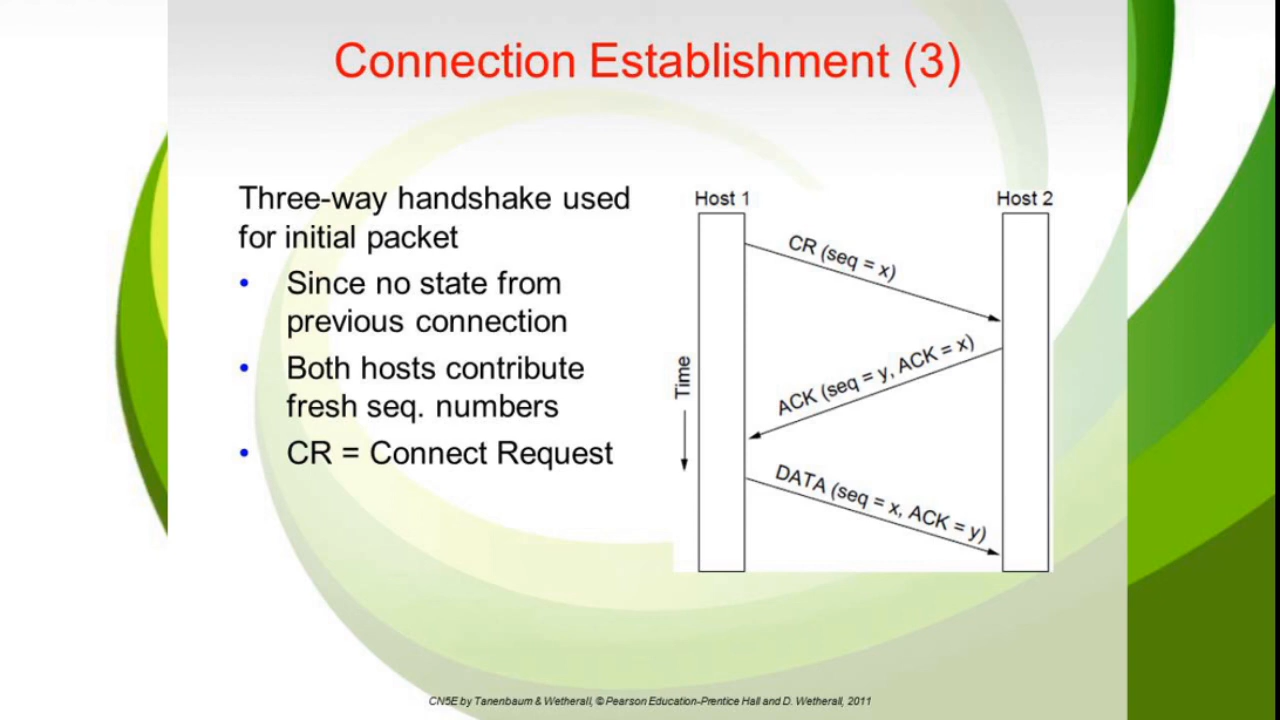 Connection Establishment (3)
Three-way handshake used
for initial packet
• Since no state from
previous connection
• Both hosts contribute
fresh seq. numbers
• CR = Connect Request
Host 1
Host 2
CR (seq = x)
ACK (seq = y, ACK = x)
Time
DATA (seq = x, ACK = y)
CN5E by Tanenbaum & Wetherall, © Pearson Education-Prentice Hall and D. Wetherall, 2011